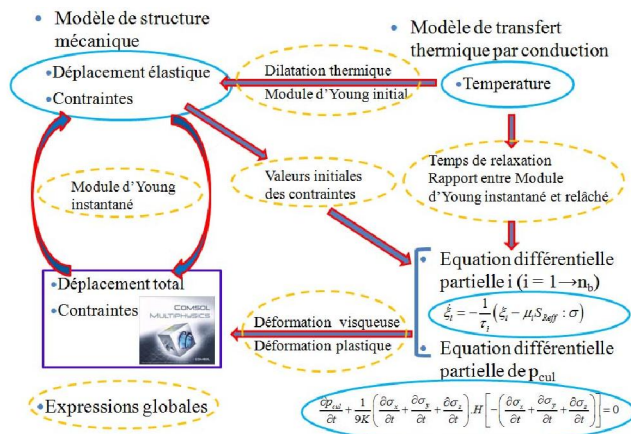 • Modèle de structure
mécanique
• Déplacement élastique
• Contraintes
Dilatation thermique
Module d'Young initial
• Modèle de transfert
thermique par conduction
• Temperature
Module d'Young
instantané
Valeurs initiales
des contraintes
Temps de relaxation
Rapport entre Module
d'Young instantané et relâché
• Déplacement total
• Contraintes
COMSOL
MULTIPHYSICS
Déformation visqueuse
Déformation plastique
• Equation différentielle
partielle i (i = 1→n_b)
ξ̇_i = -1/τ_i (ξ_i - μ_i S_Reff : σ)
• Equation différentielle
partielle de p_cul
• Expressions globales
∂p_cul/∂t + 1/9K (∂σ_x/∂t + ∂σ_y/∂t + ∂σ_z/∂t).H[-(∂σ_x/∂t + ∂σ_y/∂t + ∂σ_z/∂t)] = 0